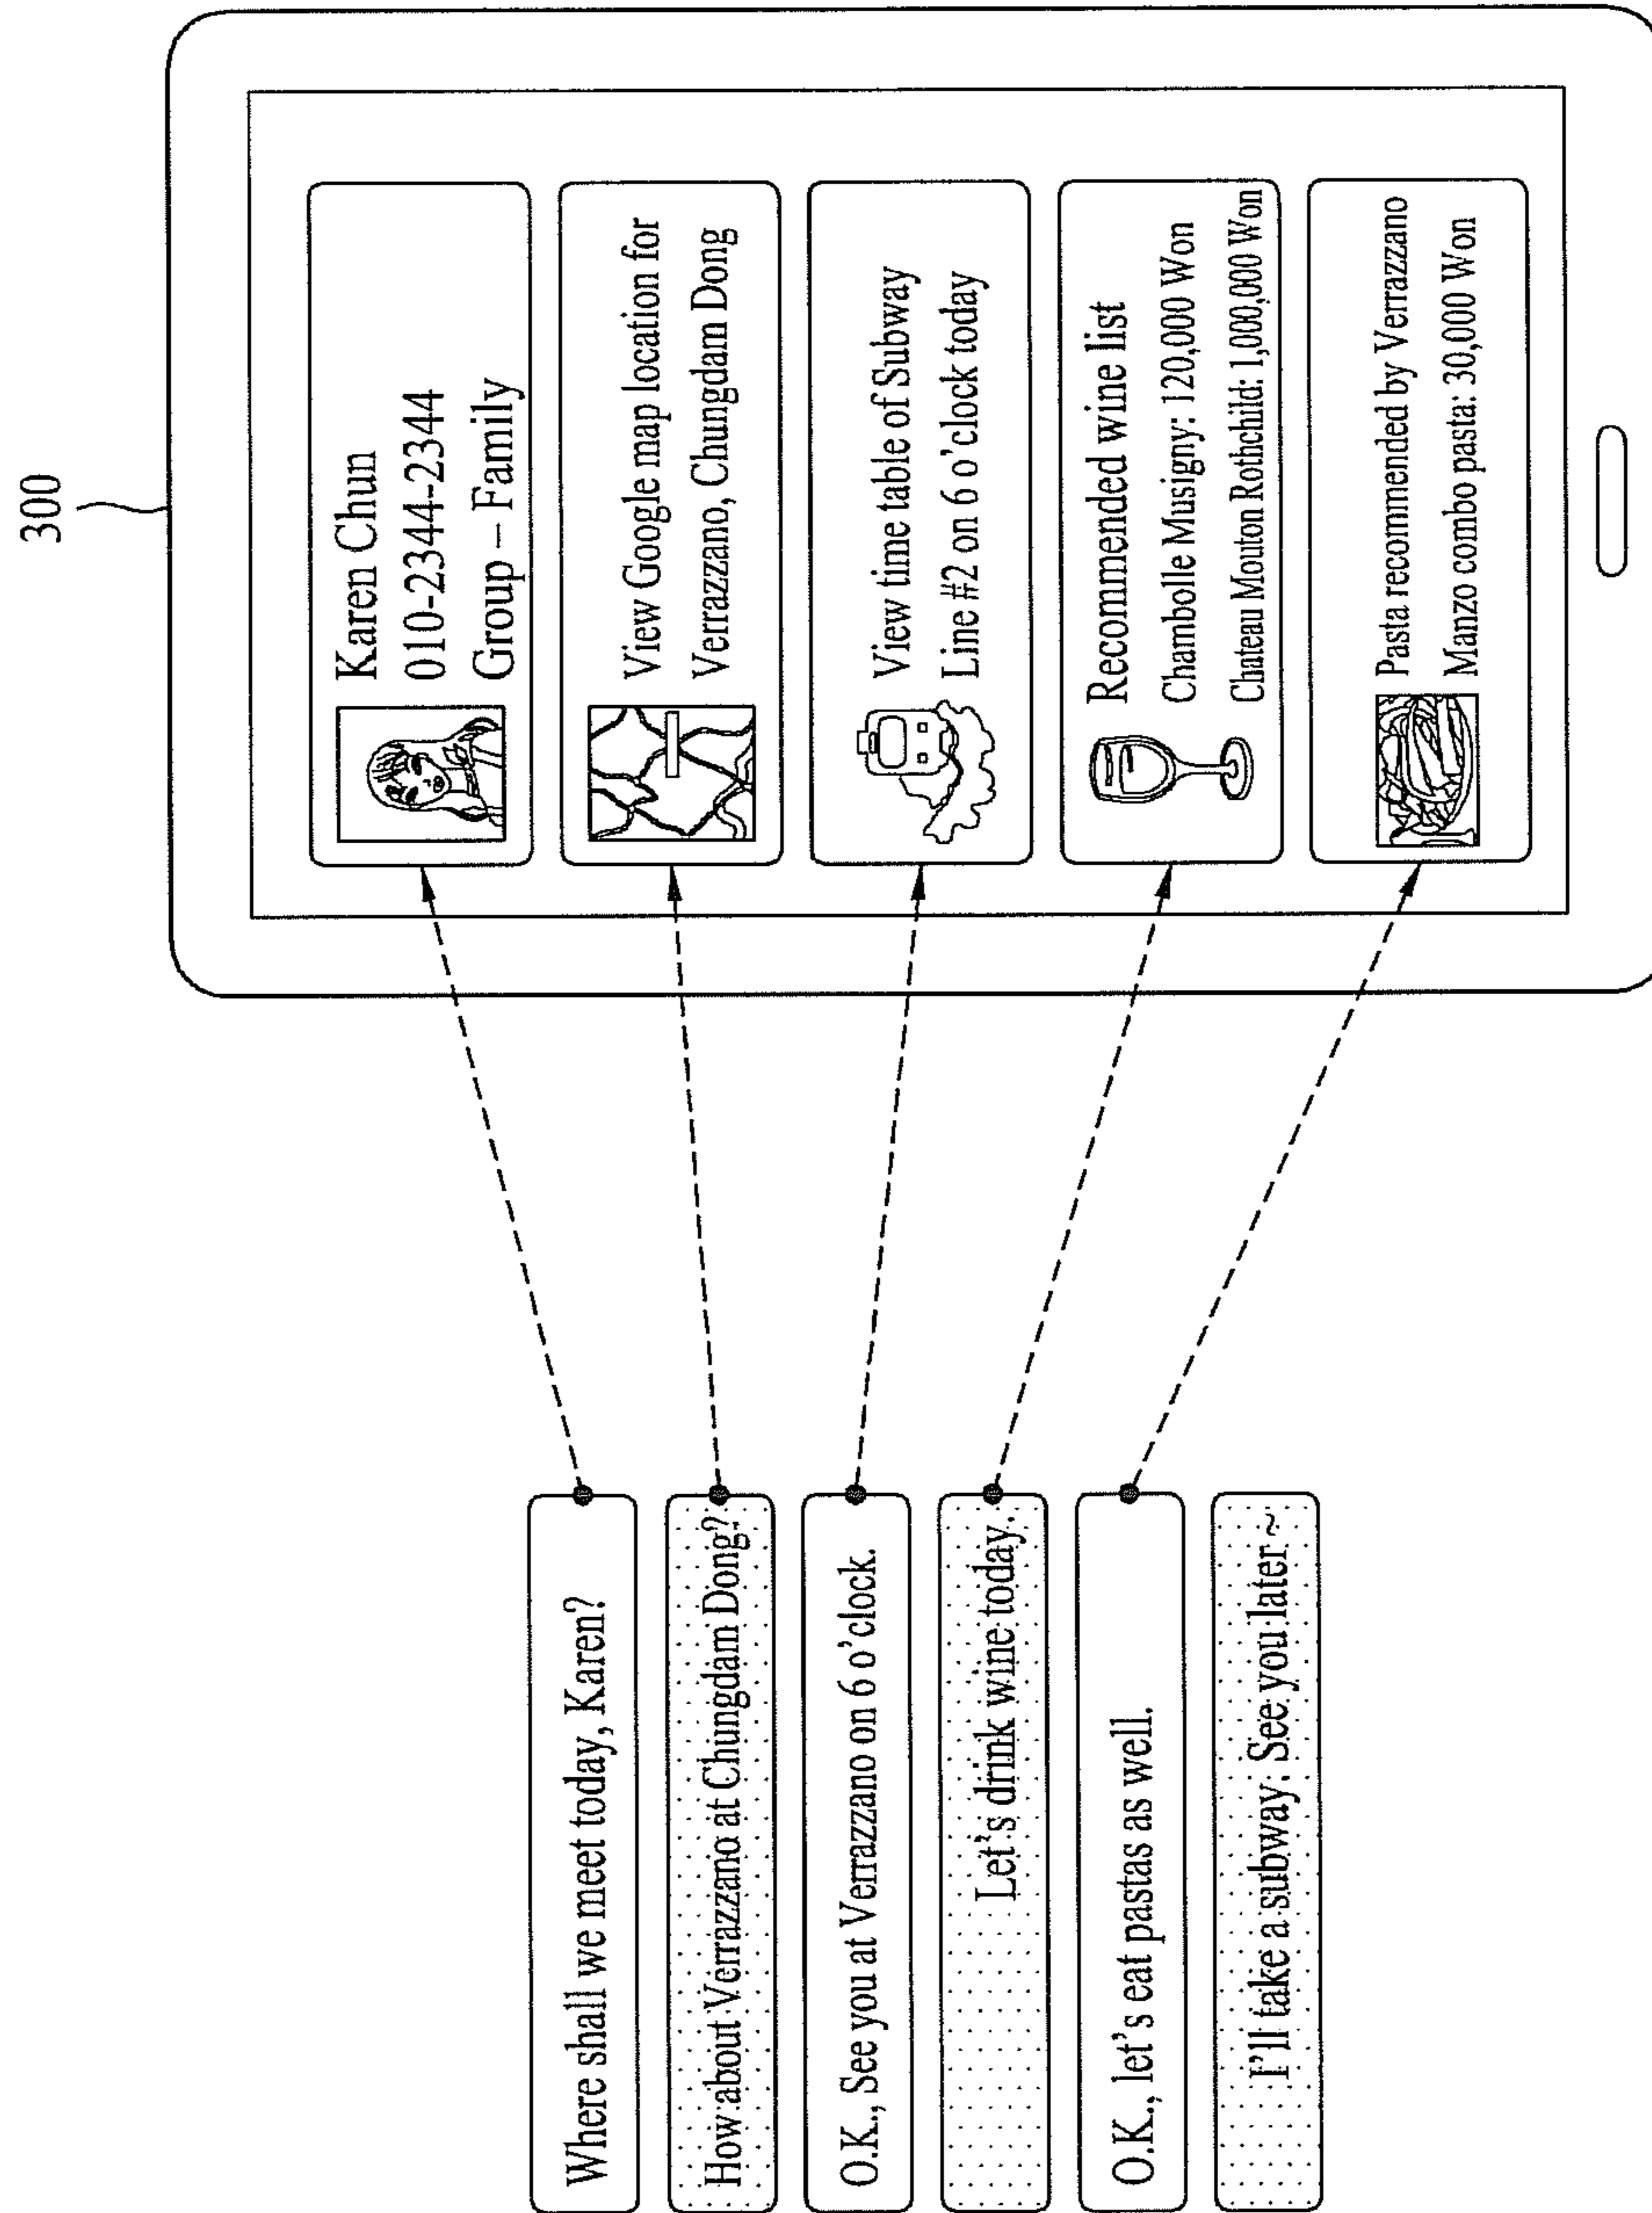 300
Where shall we meet today, Karen?
How about Verrazzano at Chungdam Dong?
O.K., See you at Verrazzano on 6 o'clock.
Let's drink wine today.
O.K., let's eat pastas as well.
I'll take a subway. See you later ~
Karen Chun
010-2344-2344
Group – Family
View Google map location for
Verrazzano, Chungdam Dong
View time table of Subway
Line #2 on 6 o'clock today
Recommended wine list
Chambolle Musigny: 120,000 Won
Chateau Mouton Rothchild: 1,000,000 Won
Pasta recommended by Verrazzano
Manzo combo pasta: 30,000 Won